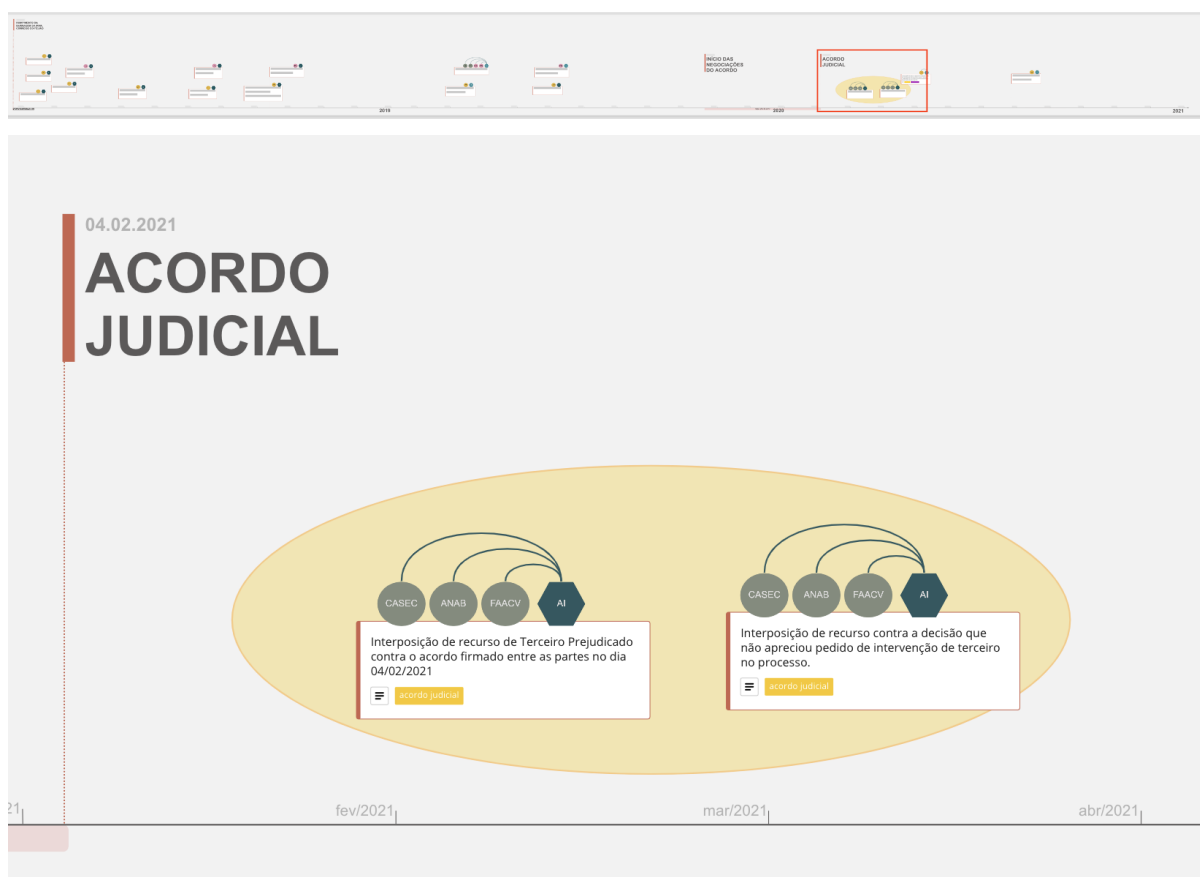 INÍCIO DAS
NEGOCIAÇÕES
DO ACORDO
ACORDO
JUDICIAL
2019
2020
2021
04.02.2021
ACORDO
JUDICIAL
CASEC
ANAB
FAACV
AI
Interposição de recurso de Terceiro Prejudicado
contra o acordo firmado entre as partes no dia
04/02/2021
acordo judicial
CASEC
ANAB
FAACV
AI
Interposição de recurso contra a decisão que
não apreciou pedido de intervenção de terceiro
no processo.
acordo judicial
21
fev/2021
mar/2021
abr/2021